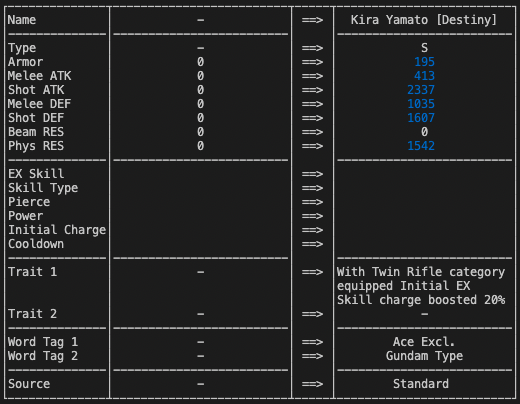 Name - ==> Kira Yamato [Destiny]
Type - ==> S
Armor 0 ==> 195
Melee ATK 0 ==> 413
Shot ATK 0 ==> 2337
Melee DEF 0 ==> 1035
Shot DEF 0 ==> 1607
Beam RES 0 ==> 0
Phys RES 0 ==> 1542
EX Skill ==>
Skill Type ==>
Pierce ==>
Power ==>
Initial Charge ==>
Cooldown ==>
Trait 1 - ==> With Twin Rifle category
equipped Initial EX
Skill charge boosted 20%
Trait 2 - ==> -
Word Tag 1 - ==> Ace Excl.
Word Tag 2 - ==> Gundam Type
Source - ==> Standard